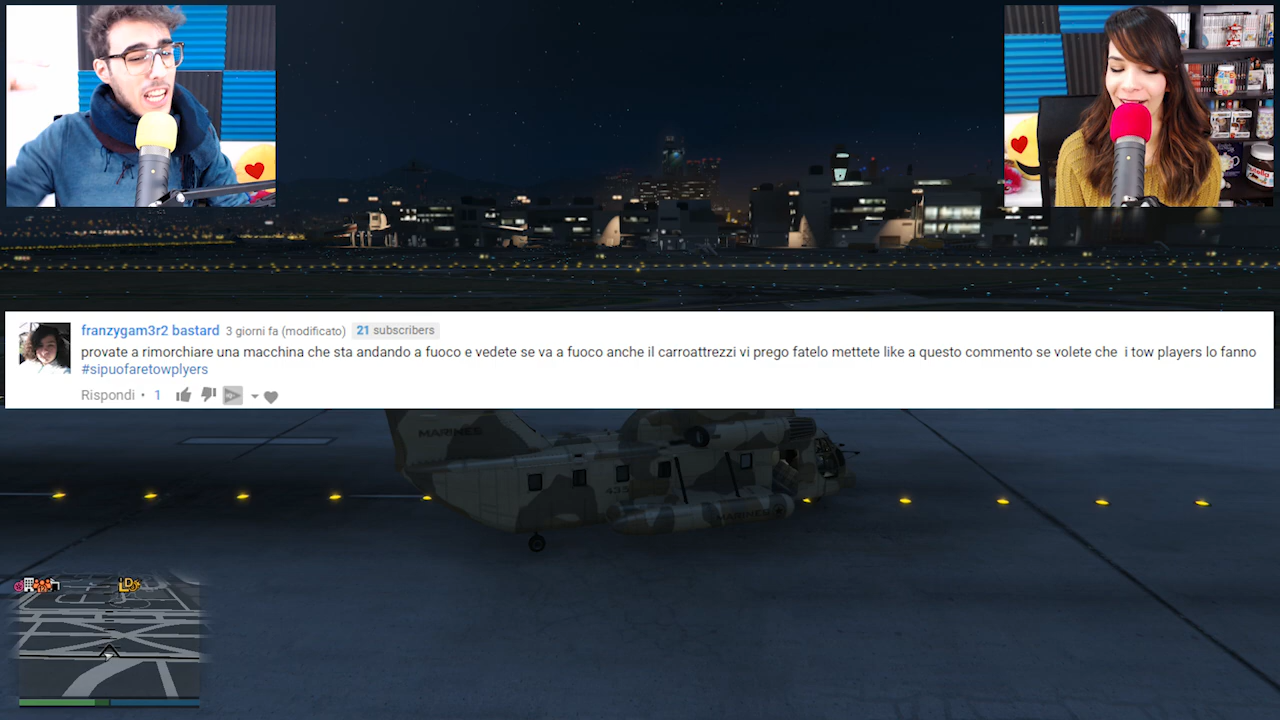 franzygam3r2 bastard 3 giorni fa (modificato) 21 subscribers
provate a rimorchiare una macchina che sta andando a fuoco e vedete se va a fuoco anche il carroattrezzi vi prego fatelo mettete like a questo commento se volete che i tow players lo fanno
#sipuofaretowplyers
Rispondi • 1
MARINES
MARINES
nutella